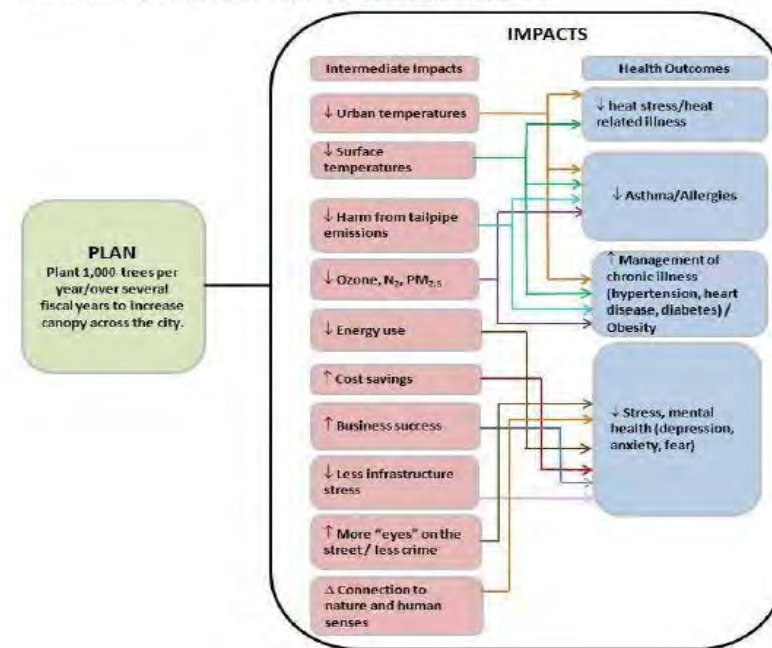 IMPACTS
Intermediate Impacts
Health Outcomes
↓ Urban temperatures
↓ Surface
temperatures
↓ Harm from tailpipe
emissions
↓ Ozone, N₂, PM₂.₅
↓ Energy use
↑ Cost savings
↑ Business success
↓ Less infrastructure
stress
↑ More "eyes" on the
street / less crime
Δ Connection to
nature and human
senses
↓ heat stress/heat
related illness
↓ Asthma/Allergies
↑ Management of
chronic illness
(hypertension, heart
disease, diabetes) /
Obesity
↓ Stress, mental
health (depression,
anxiety, fear)
PLAN
Plant 1,000 trees per
year/over several
fiscal years to increase
canopy across the city.